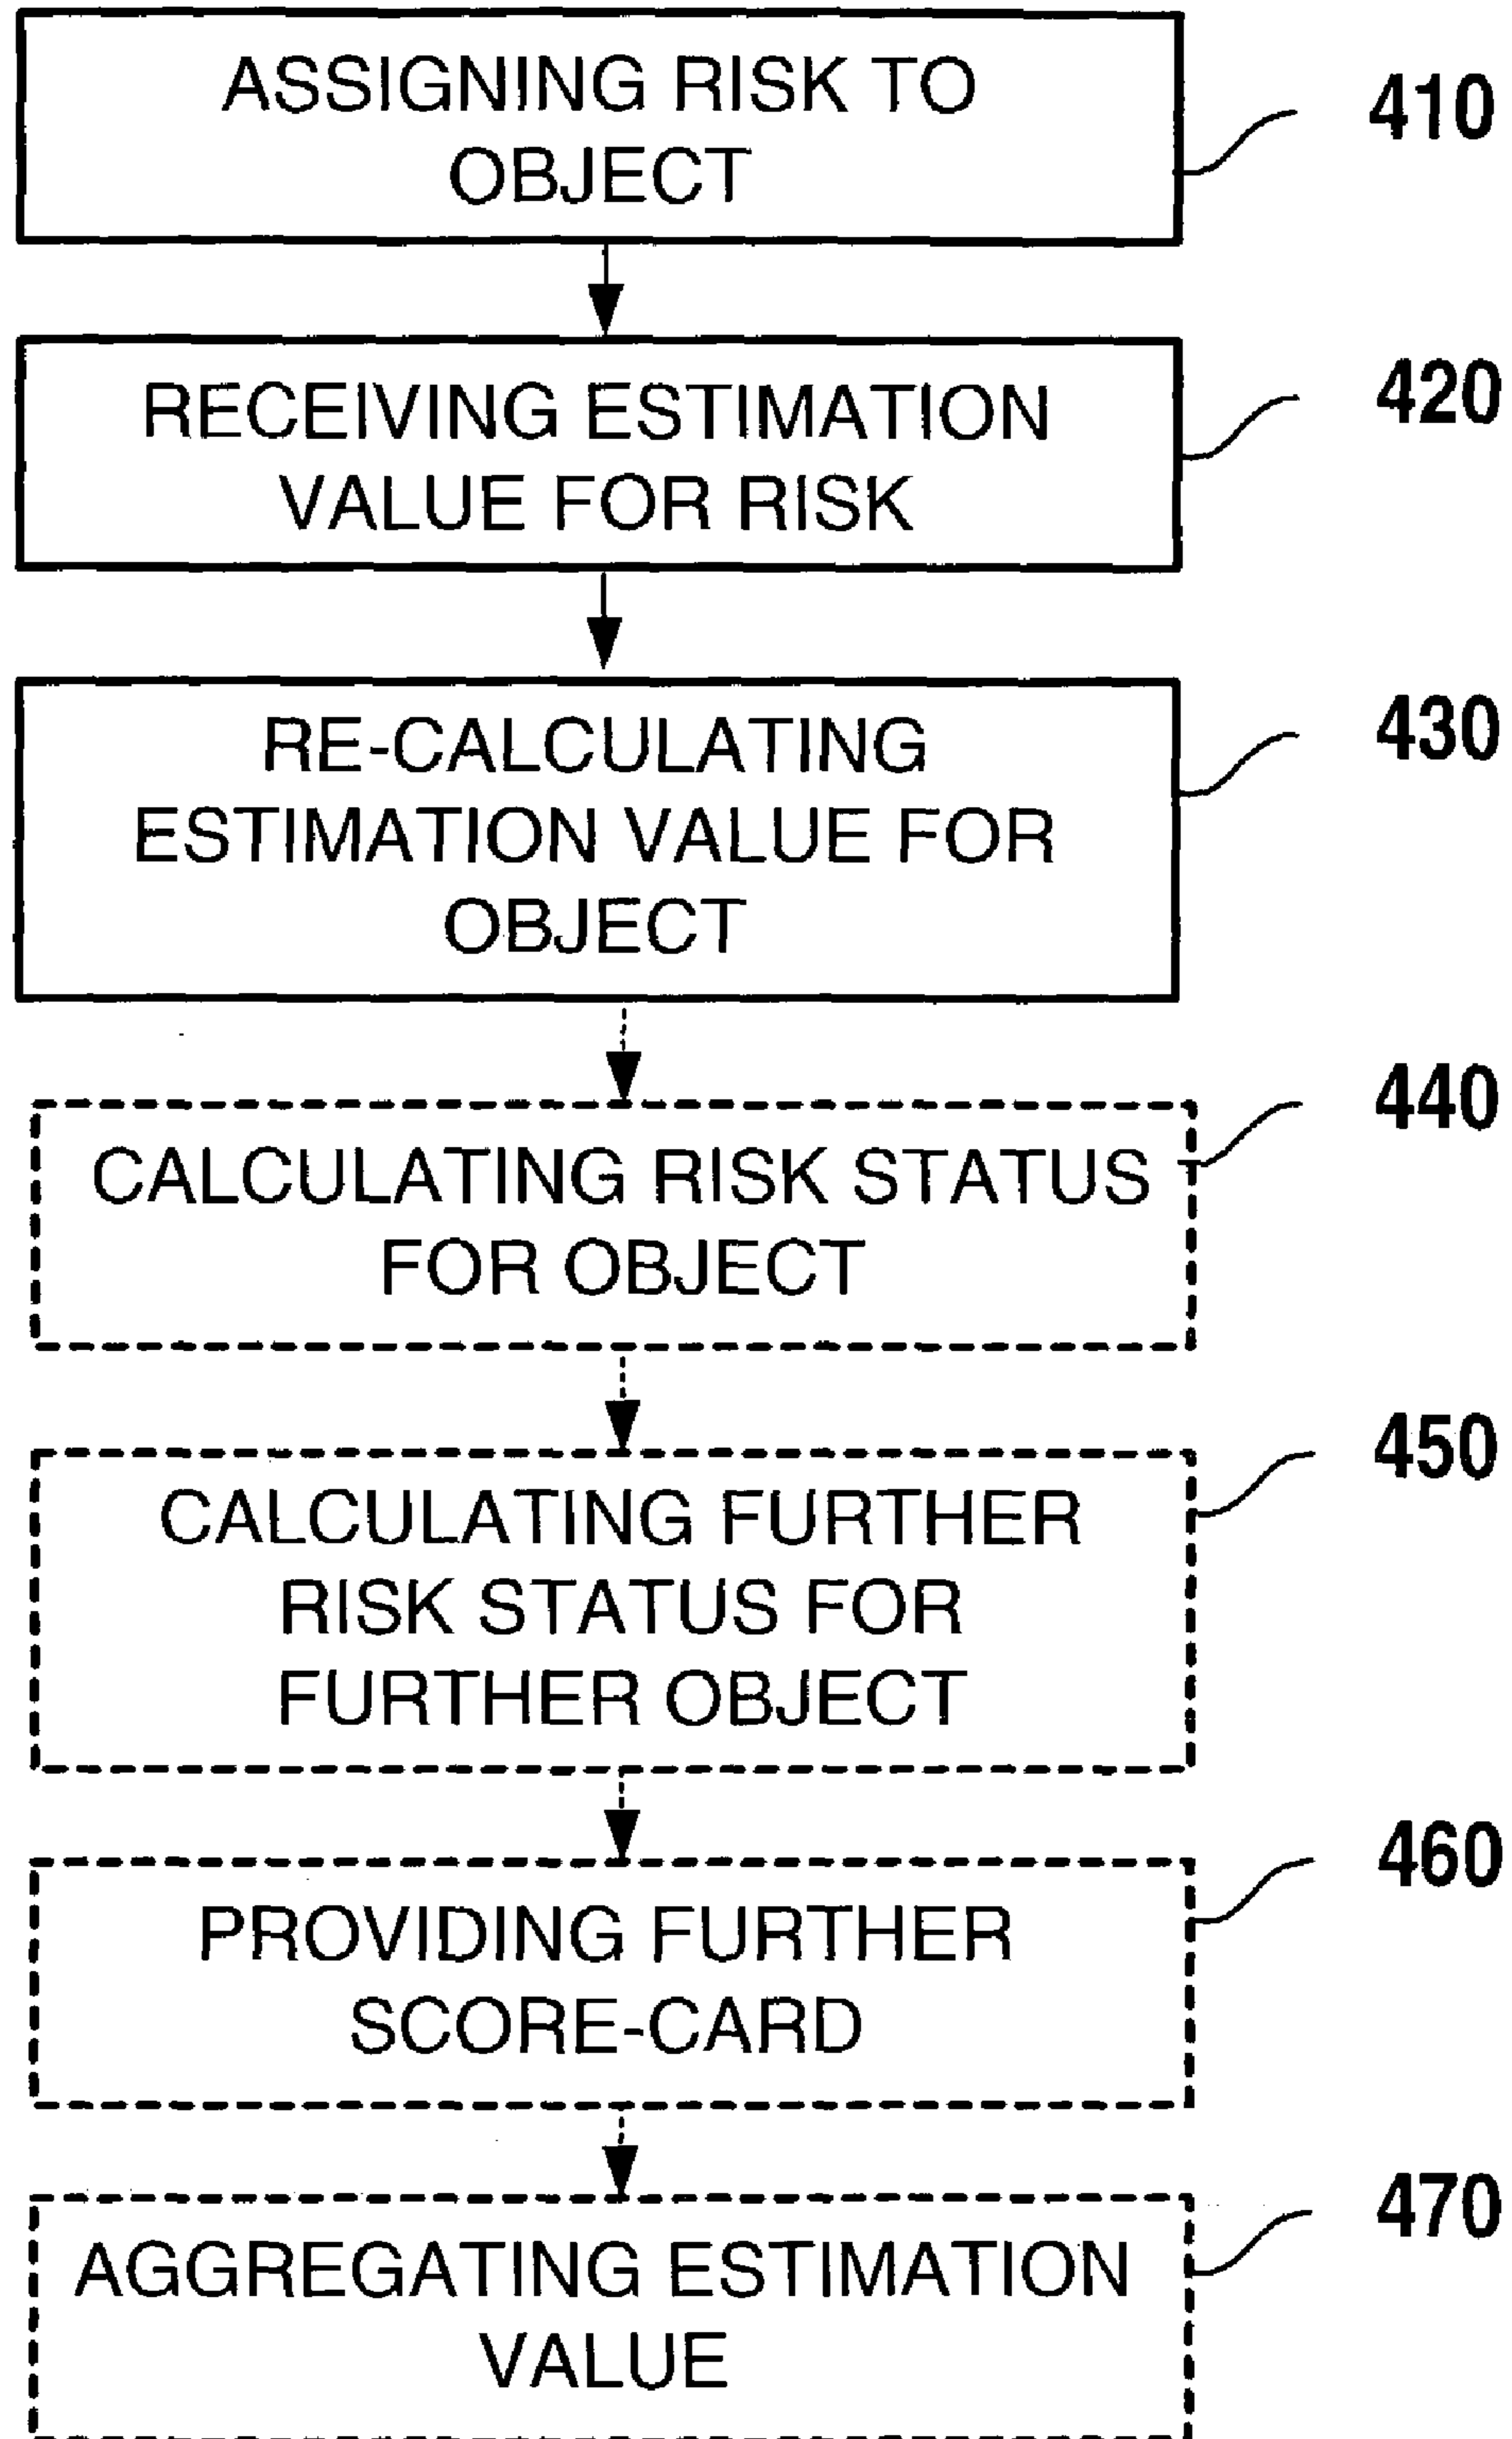 ASSIGNING RISK TO
OBJECT
410
RECEIVING ESTIMATION
VALUE FOR RISK
420
RE-CALCULATING
ESTIMATION VALUE FOR
OBJECT
430
CALCULATING RISK STATUS
FOR OBJECT
440
CALCULATING FURTHER
RISK STATUS FOR
FURTHER OBJECT
450
PROVIDING FURTHER
SCORE-CARD
460
AGGREGATING ESTIMATION
VALUE
470